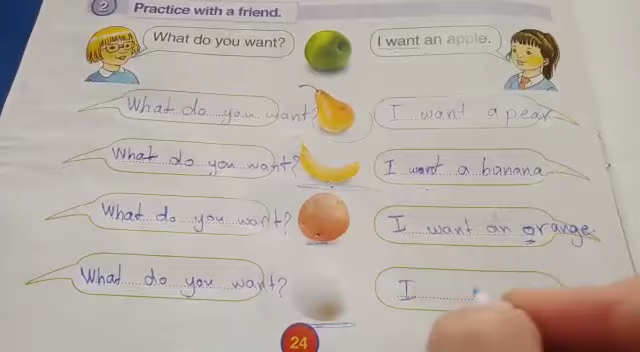 2 Practice with a friend.
What do you want? I want an apple.
What do you want? I want a pear
What do you want? I want a banana
What do you want? I want an orange.
What do you want? I
24